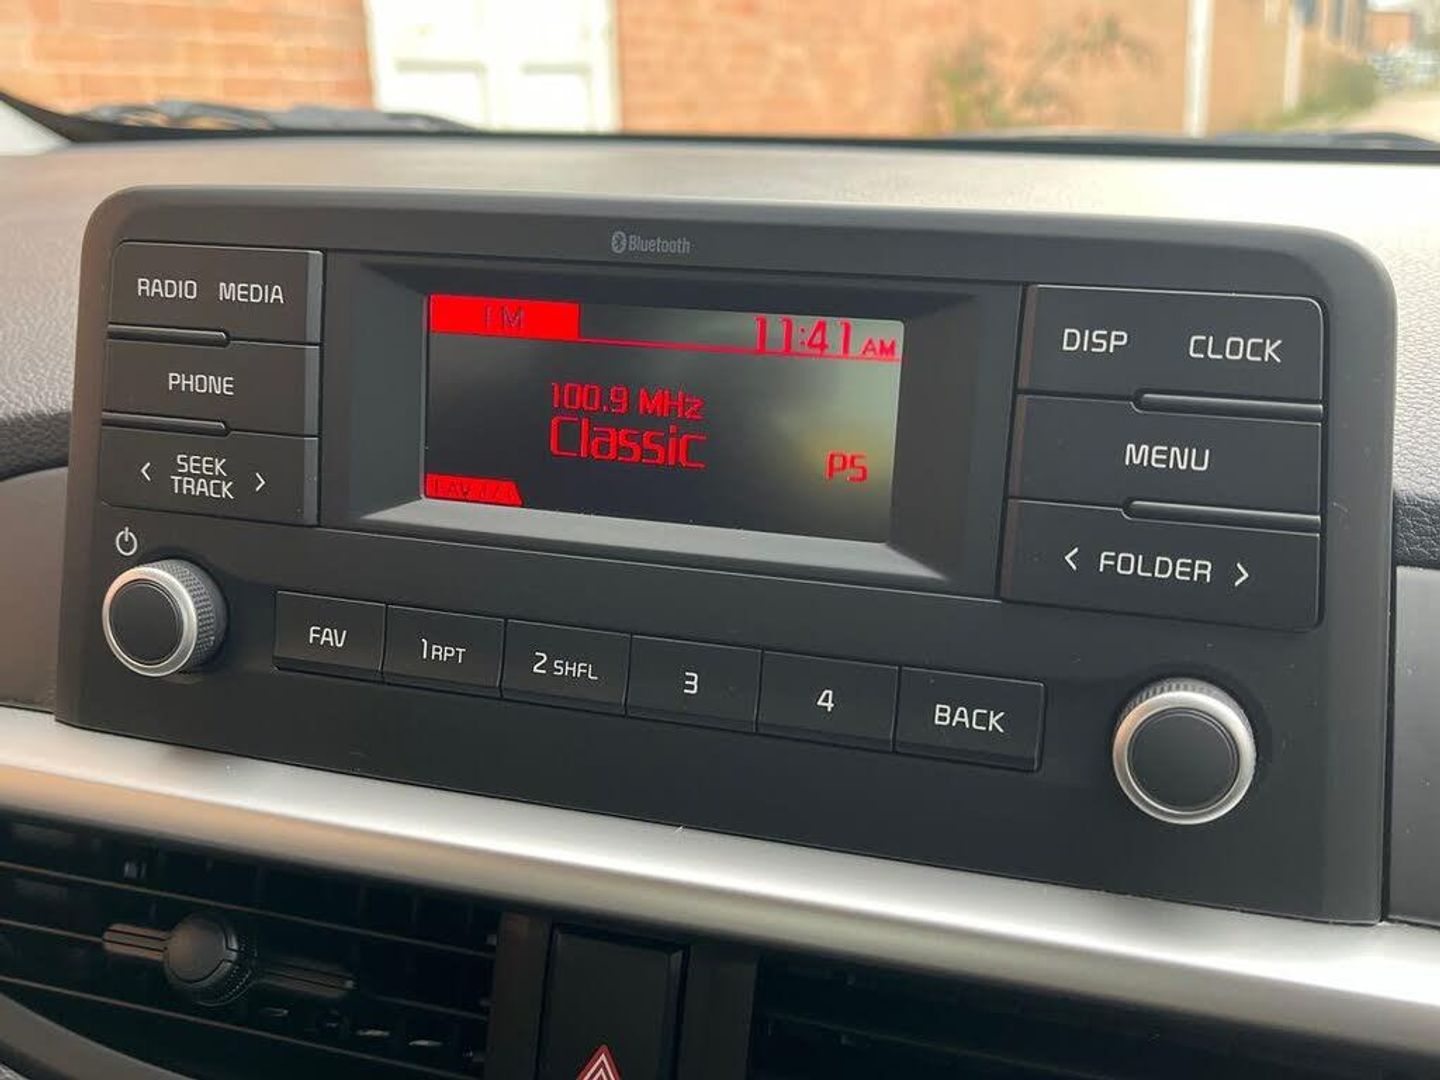 Bluetooth
RADIO MEDIA
PHONE
< SEEK TRACK >
FM
11:41 AM
100.9 MHz
Classic
P5
DISP CLOCK
MENU
< FOLDER >
FAV
1 RPT
2 SHFL
3
4
BACK